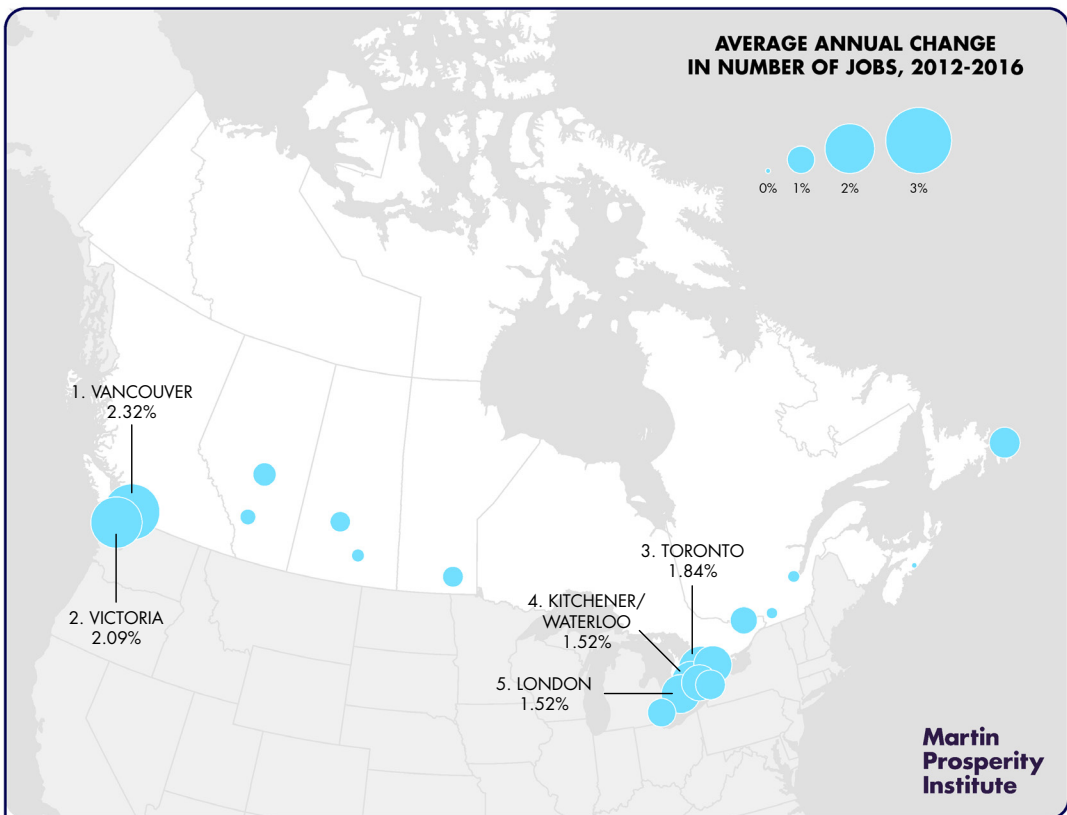 AVERAGE ANNUAL CHANGE
IN NUMBER OF JOBS, 2012-2016
0%
1%
2%
3%
1. VANCOUVER
2.32%
2. VICTORIA
2.09%
3. TORONTO
1.84%
4. KITCHENER/
WATERLOO
1.52%
5. LONDON
1.52%
Martin
Prosperity
Institute